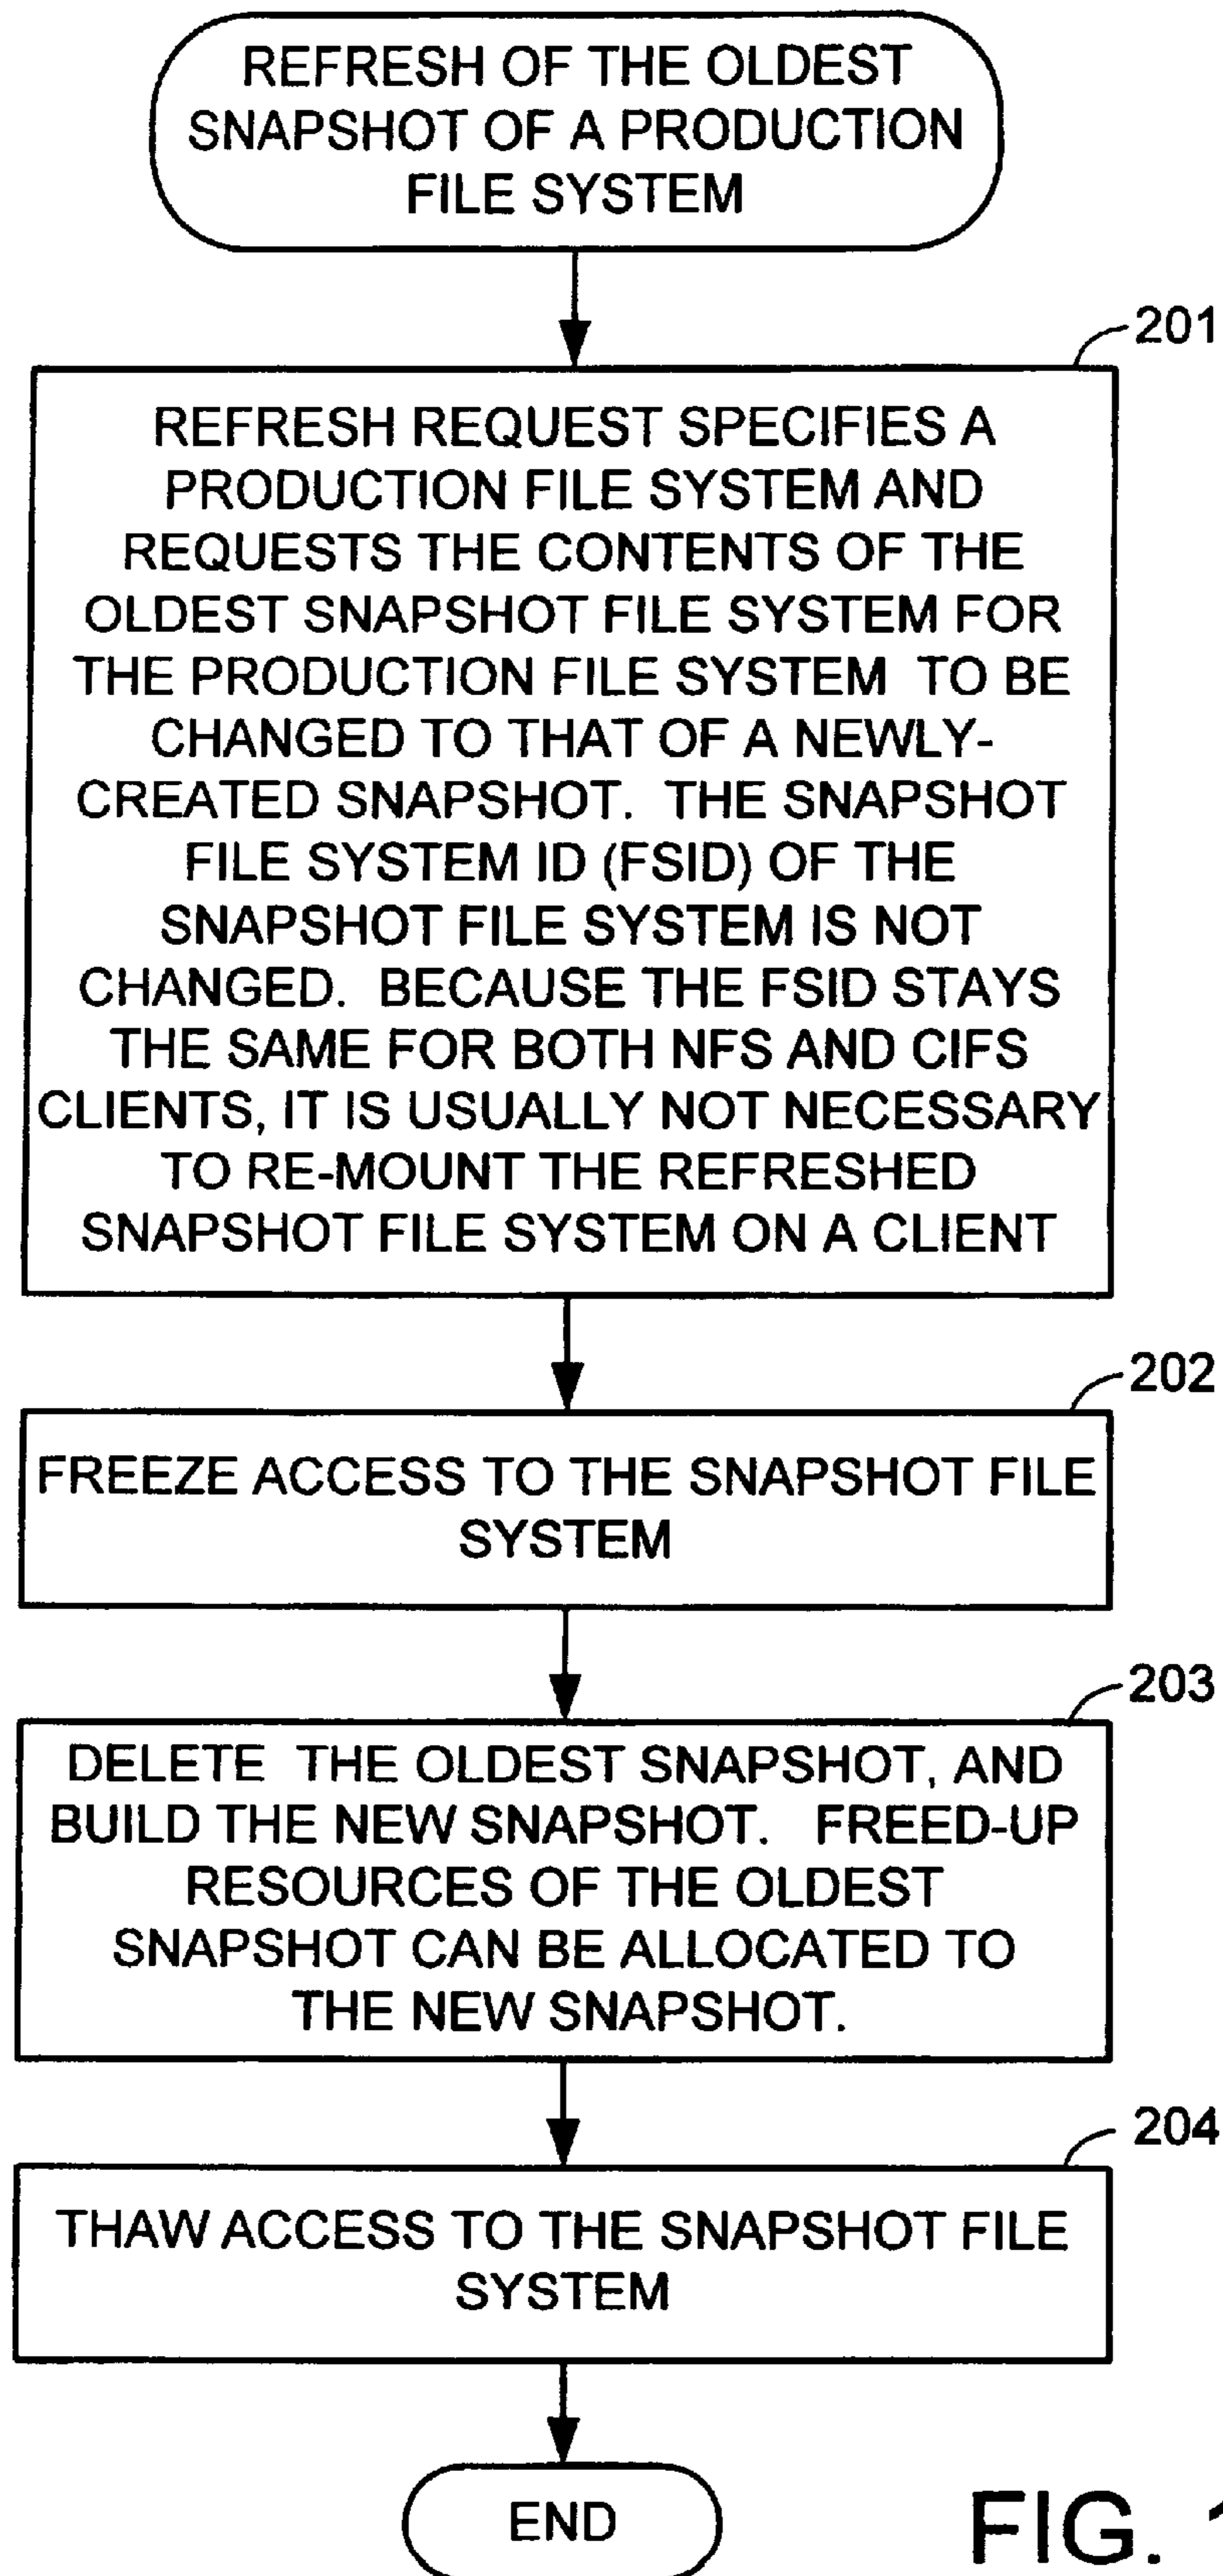 REFRESH OF THE OLDEST
SNAPSHOT OF A PRODUCTION
FILE SYSTEM
201
REFRESH REQUEST SPECIFIES A
PRODUCTION FILE SYSTEM AND
REQUESTS THE CONTENTS OF THE
OLDEST SNAPSHOT FILE SYSTEM FOR
THE PRODUCTION FILE SYSTEM TO BE
CHANGED TO THAT OF A NEWLY-
CREATED SNAPSHOT. THE SNAPSHOT
FILE SYSTEM ID (FSID) OF THE
SNAPSHOT FILE SYSTEM IS NOT
CHANGED. BECAUSE THE FSID STAYS
THE SAME FOR BOTH NFS AND CIFS
CLIENTS, IT IS USUALLY NOT NECESSARY
TO RE-MOUNT THE REFRESHED
SNAPSHOT FILE SYSTEM ON A CLIENT
202
FREEZE ACCESS TO THE SNAPSHOT FILE
SYSTEM
203
DELETE THE OLDEST SNAPSHOT, AND
BUILD THE NEW SNAPSHOT. FREED-UP
RESOURCES OF THE OLDEST
SNAPSHOT CAN BE ALLOCATED TO
THE NEW SNAPSHOT.
204
THAW ACCESS TO THE SNAPSHOT FILE
SYSTEM
END
FIG.